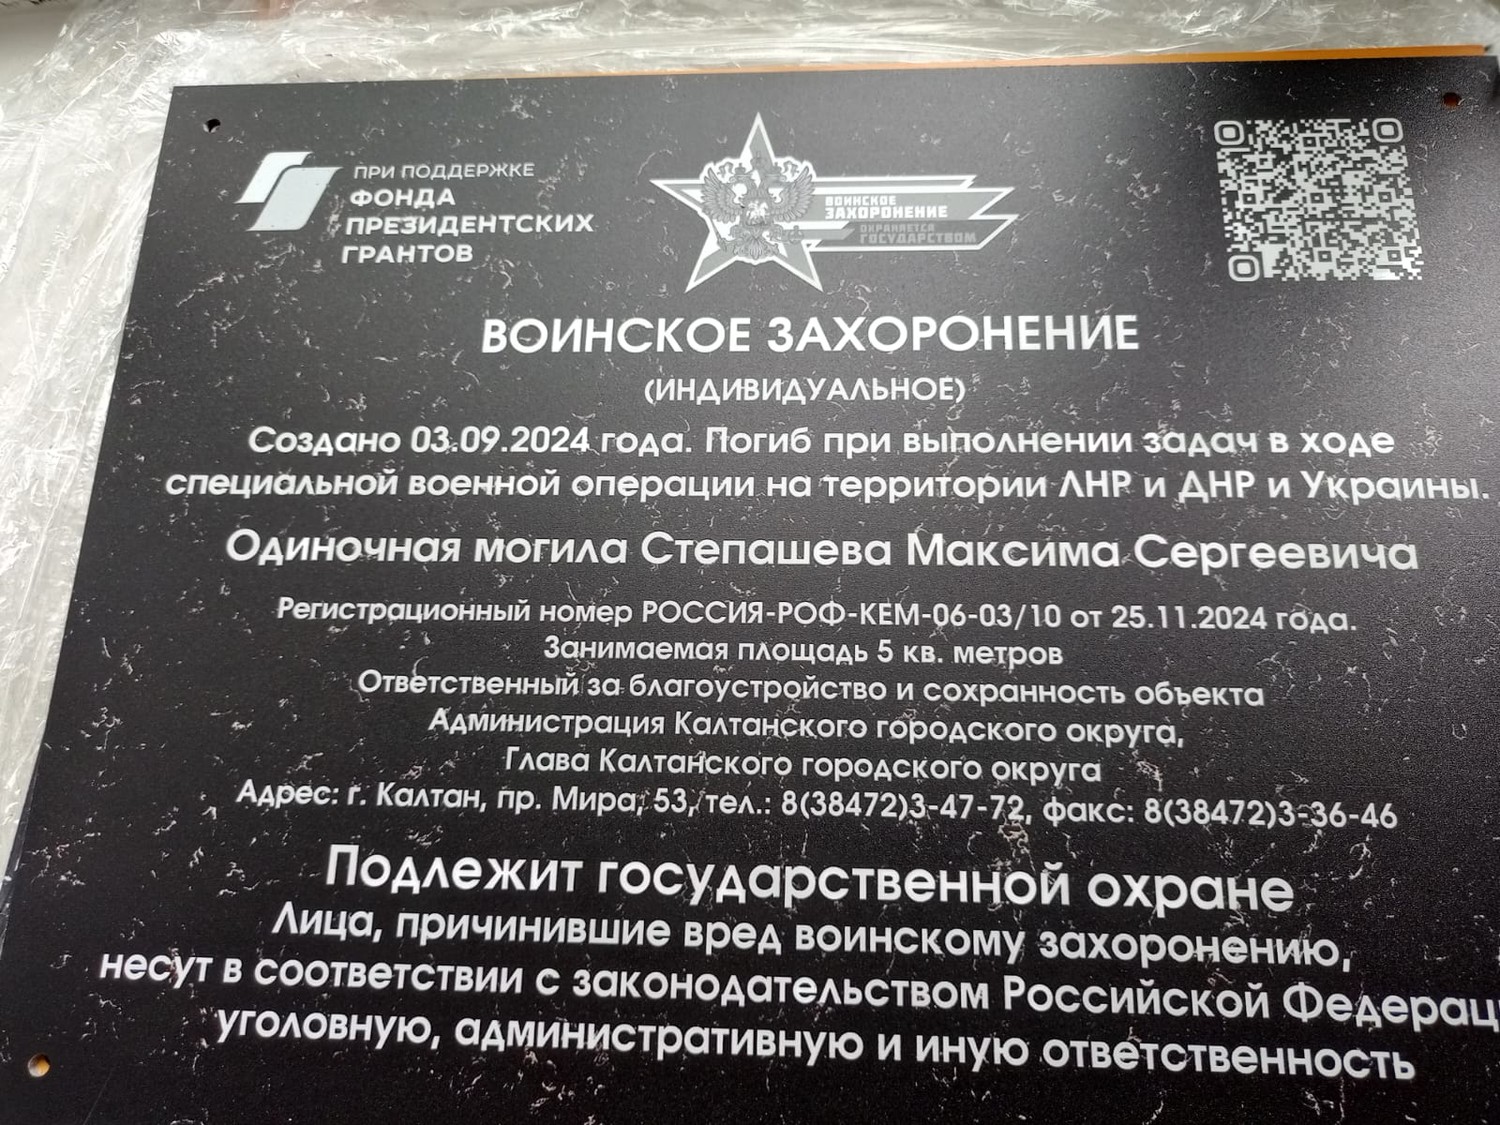 ПРИ ПОДДЕРЖКЕ
ФОНДА
ПРЕЗИДЕНТСКИХ
ГРАНТОВ
ВОИНСКОЕ
ЗАХОРОНЕНИЕ
ОХРАНЯЕТСЯ
ГОСУДАРСТВОМ
ВОИНСКОЕ ЗАХОРОНЕНИЕ
(ИНДИВИДУАЛЬНОЕ)
Создано 03.09.2024 года. Погиб при выполнении задач в ходе
специальной военной операции на территории ЛНР и ДНР и Украины.
Одиночная могила Степашева Максима Сергеевича
Регистрационный номер РОССИЯ-РОФ-КЕМ-06-03/10 от 25.11.2024 года.
Занимаемая площадь 5 кв. метров
Ответственный за благоустройство и сохранность объекта
Администрация Калтанского городского округа,
Глава Калтанского городского округа
Адрес: г. Калтан, пр. Мира, 53, тел.: 8(38472)3-47-72, факс: 8(38472)3-36-46
Подлежит государственной охране
Лица, причинившие вред воинскому захоронению,
несут в соответствии с законодательством Российской Федерац
уголовную, административную и иную ответственность